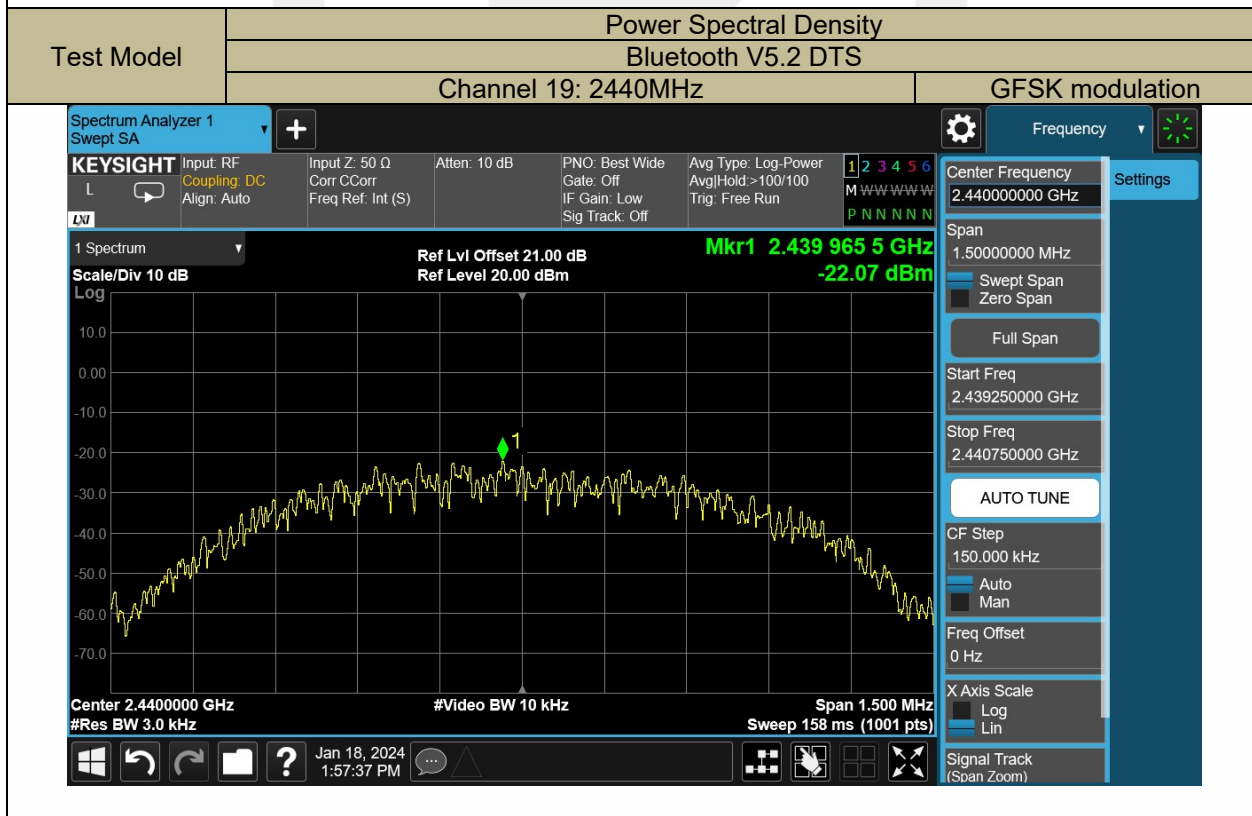 Test Model
Power Spectral Density
Bluetooth V5.2 DTS
Channel 19: 2440MHz
GFSK modulation
Spectrum Analyzer 1
Swept SA
Frequency
KEYSIGHT
L
LXI
Input: RF
Coupling: DC
Align: Auto
Input Z: 50 Ω
Corr CCorr
Freq Ref: Int (S)
Atten: 10 dB
PNO: Best Wide
Gate: Off
IF Gain: Low
Sig Track: Off
Avg Type: Log-Power
Avg|Hold:>100/100
Trig: Free Run
1 2 3 4 5 6
M W W W W W
P N N N N N
1 Spectrum
Scale/Div 10 dB
Ref Lvl Offset 21.00 dB
Ref Level 20.00 dBm
Mkr1 2.439 965 5 GHz
-22.07 dBm
Log
10.0
0.00
-10.0
-20.0
-30.0
-40.0
-50.0
-60.0
-70.0
1
Center 2.4400000 GHz
#Res BW 3.0 kHz
#Video BW 10 kHz
Span 1.500 MHz
Sweep 158 ms (1001 pts)
Center Frequency
2.440000000 GHz
Settings
Span
1.50000000 MHz
Swept Span
Zero Span
Full Span
Start Freq
2.439250000 GHz
Stop Freq
2.440750000 GHz
AUTO TUNE
CF Step
150.000 kHz
Auto
Man
Freq Offset
0 Hz
X Axis Scale
Log
Lin
Signal Track
(Span Zoom)
?
Jan 18, 2024
1:57:37 PM